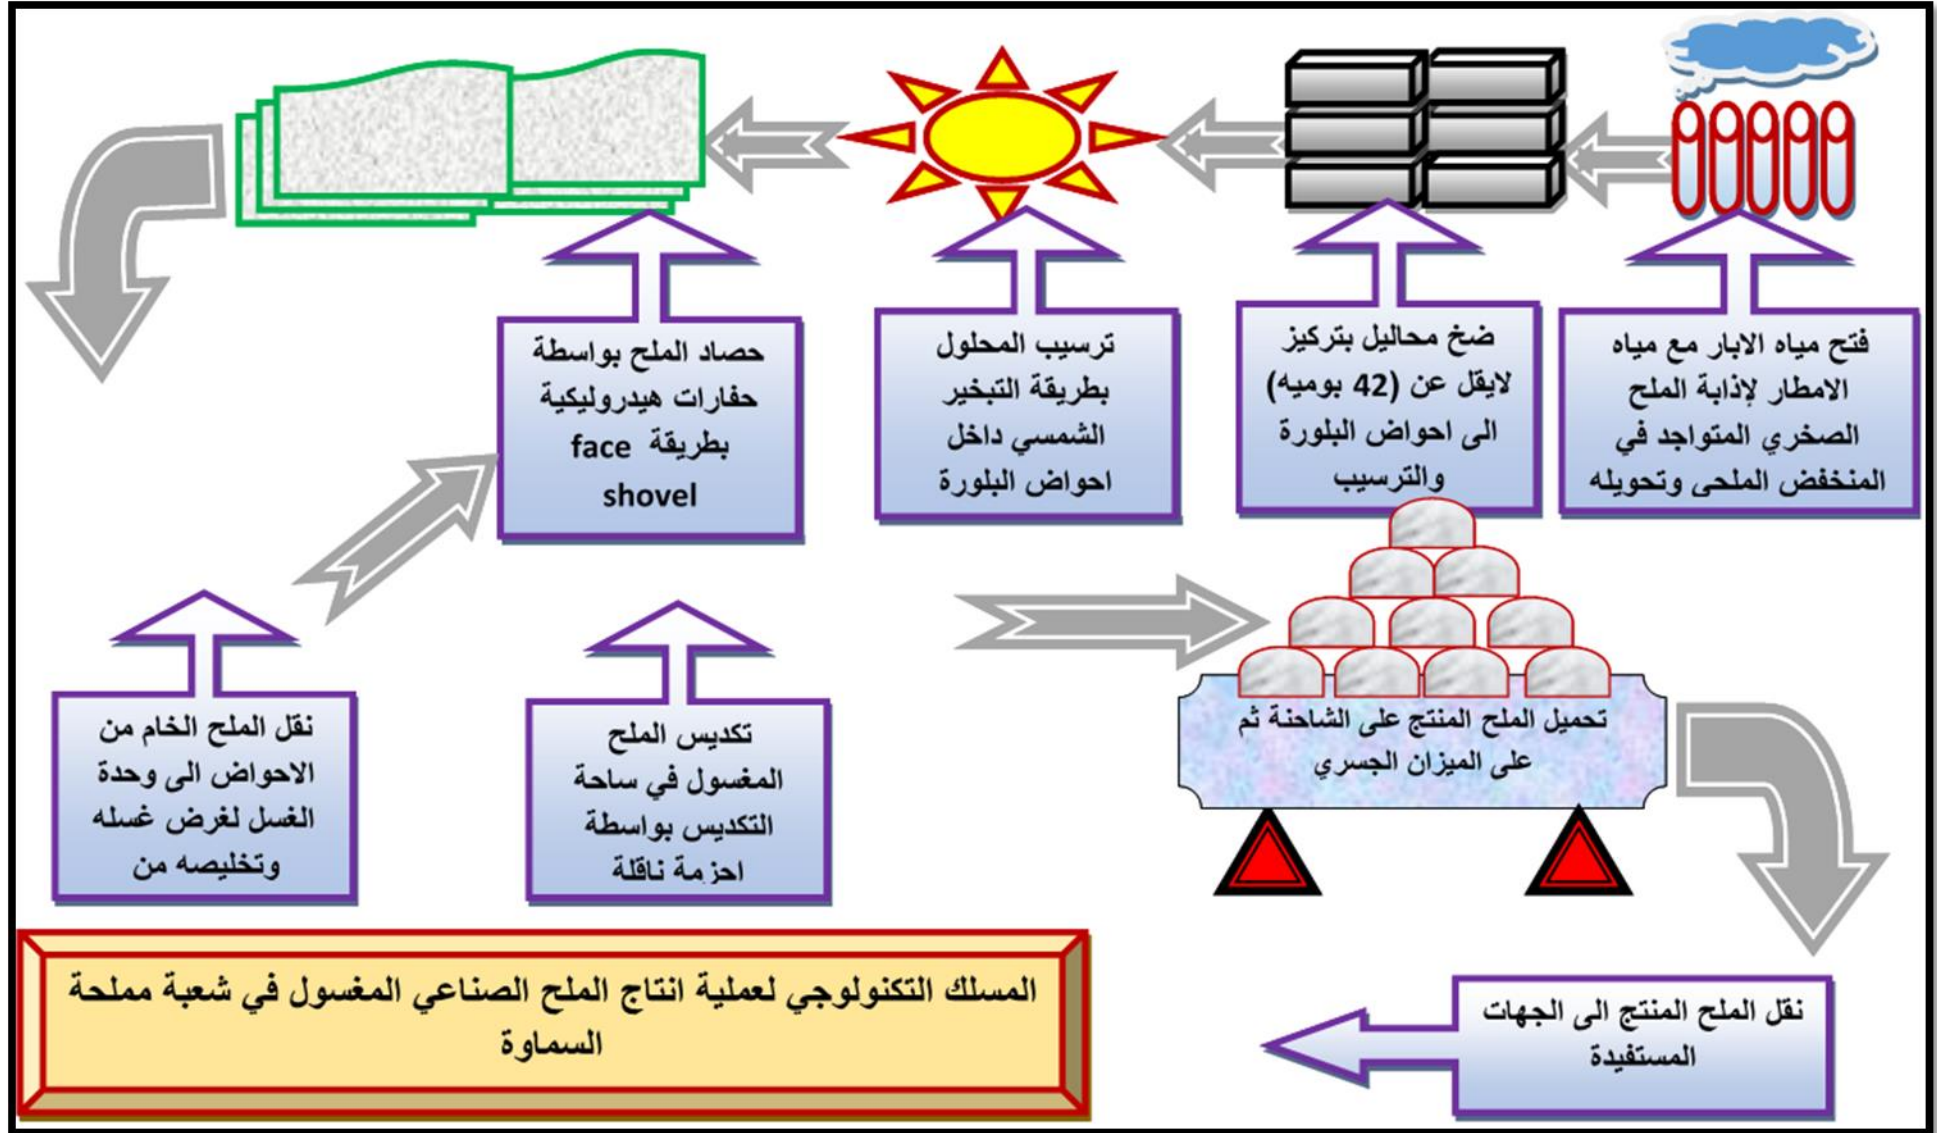 فتح مياه الابار مع مياه
الامطار لإذابة الملح
الصخري المتواجد في
المنخفض الملحي وتحويله
ضخ محاليل بتركيز
لايقل عن (42 بوميه)
الى احواض البلورة
والترسيب
ترسيب المحلول
بطريقة التبخير
الشمسي داخل
احواض البلورة
حصاد الملح بواسطة
حفارات هيدروليكية
بطريقة face
shovel
نقل الملح الخام من
الاحواض الى وحدة
الغسل لغرض غسله
وتخليصه من
تكديس الملح
المغسول في ساحة
التكديس بواسطة
احزمة ناقلة
تحميل الملح المنتج على الشاحنة ثم
على الميزان الجسري
نقل الملح المنتج الى الجهات
المستفيدة
المسلك التكنولوجي لعملية انتاج الملح الصناعي المغسول في شعبة مملحة
السماوة